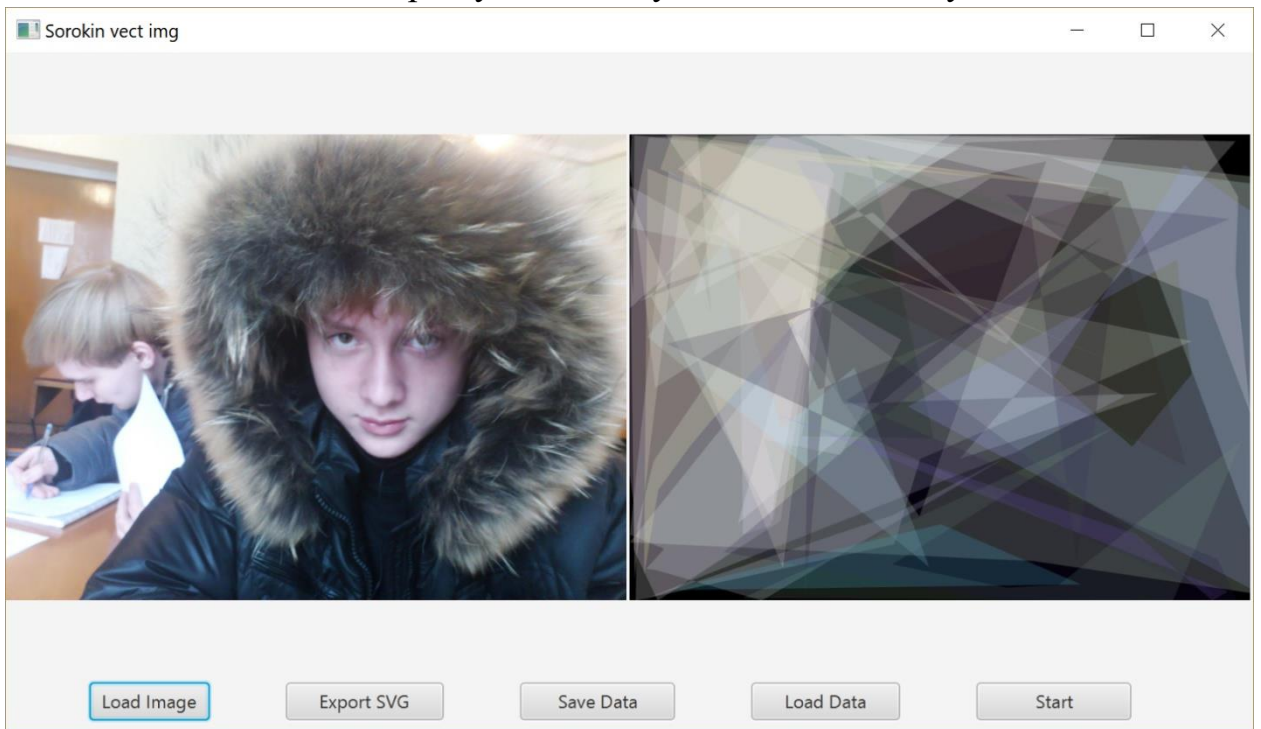 Sorokin vect img
Load Image
Export SVG
Save Data
Load Data
Start